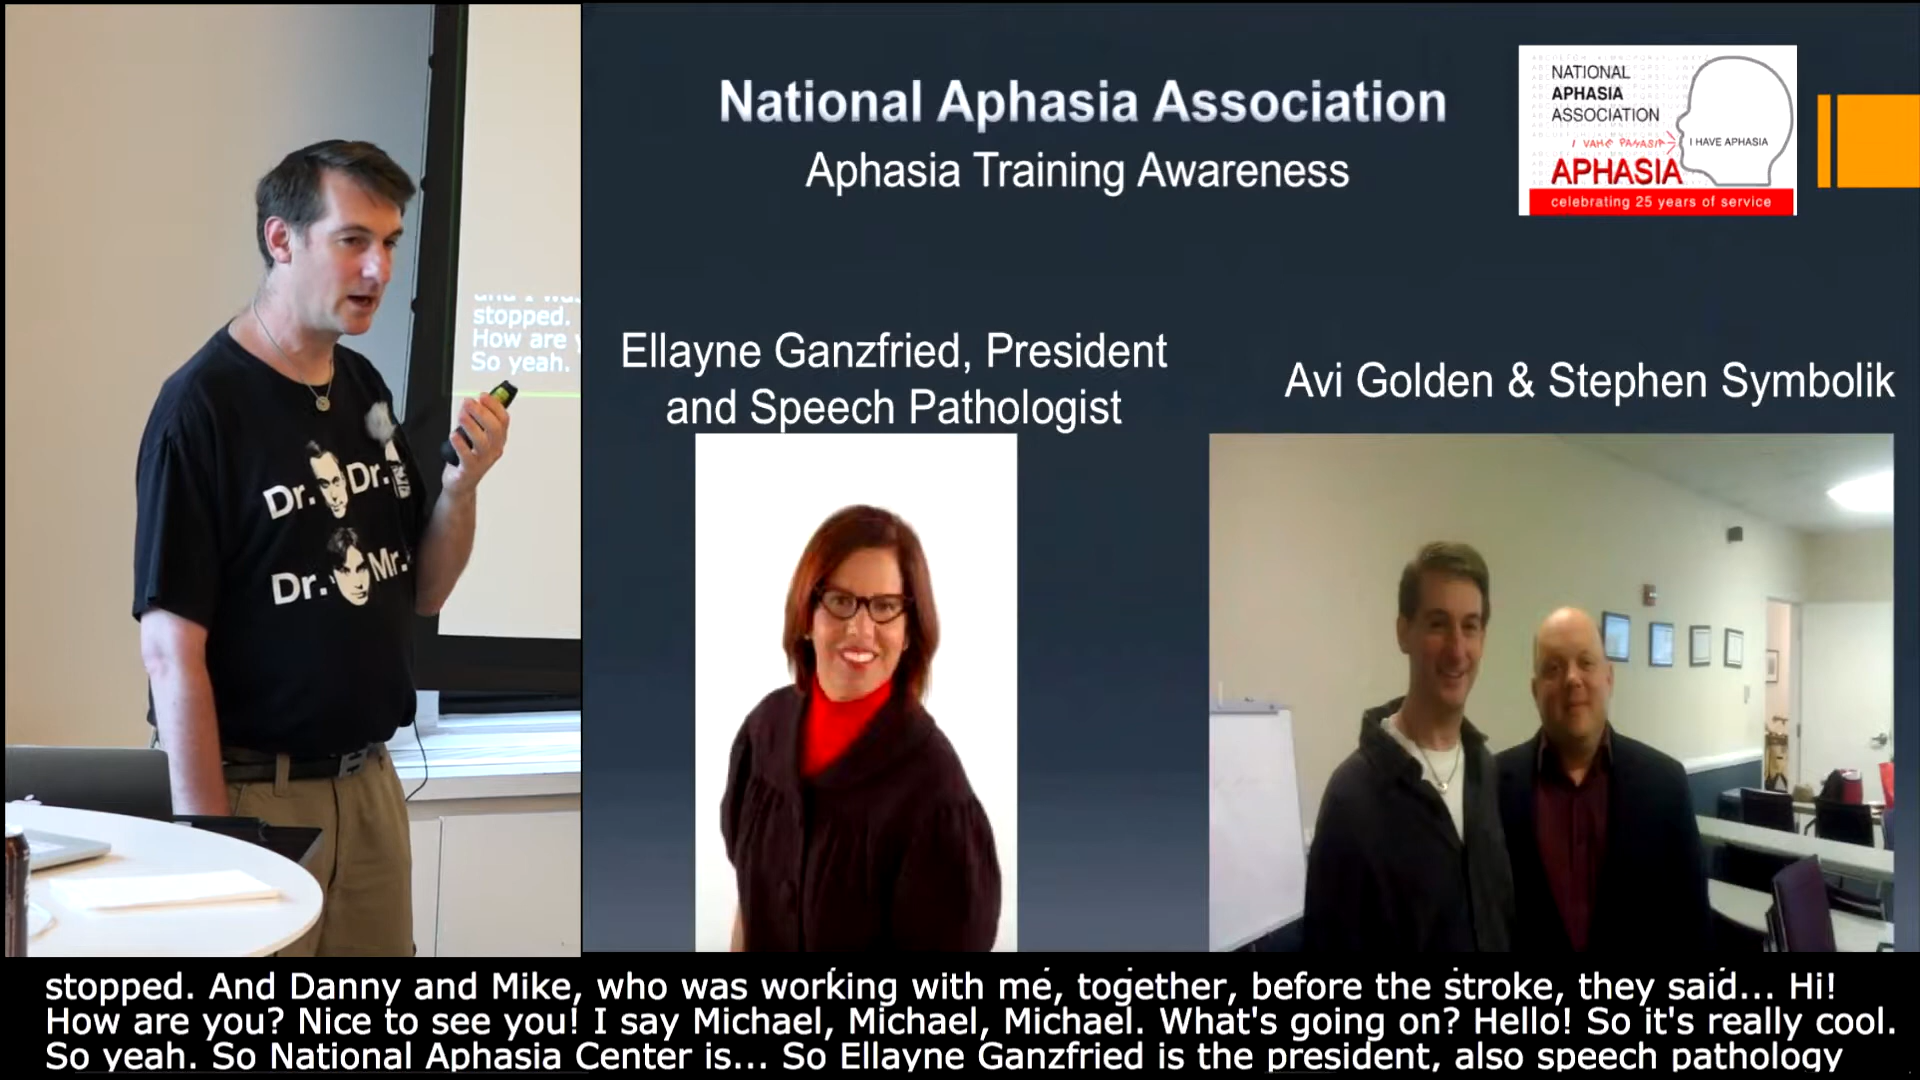 National Aphasia Association
Aphasia Training Awareness
NATIONAL
APHASIA
ASSOCIATION
I VAHE PAHASIA
I HAVE APHASIA
APHASIA
celebrating 25 years of service
stopped.
How are
So yeah.
Ellayne Ganzfried, President
and Speech Pathologist
Avi Golden & Stephen Symbolik
Dr. Dr.
Dr. Mr.
stopped. And Danny and Mike, who was working with me, together, before the stroke, they said... Hi!
How are you? Nice to see you! I say Michael, Michael, Michael. What's going on? Hello! So it's really cool.
So yeah. So National Aphasia Center is... So Ellayne Ganzfried is the president, also speech pathology